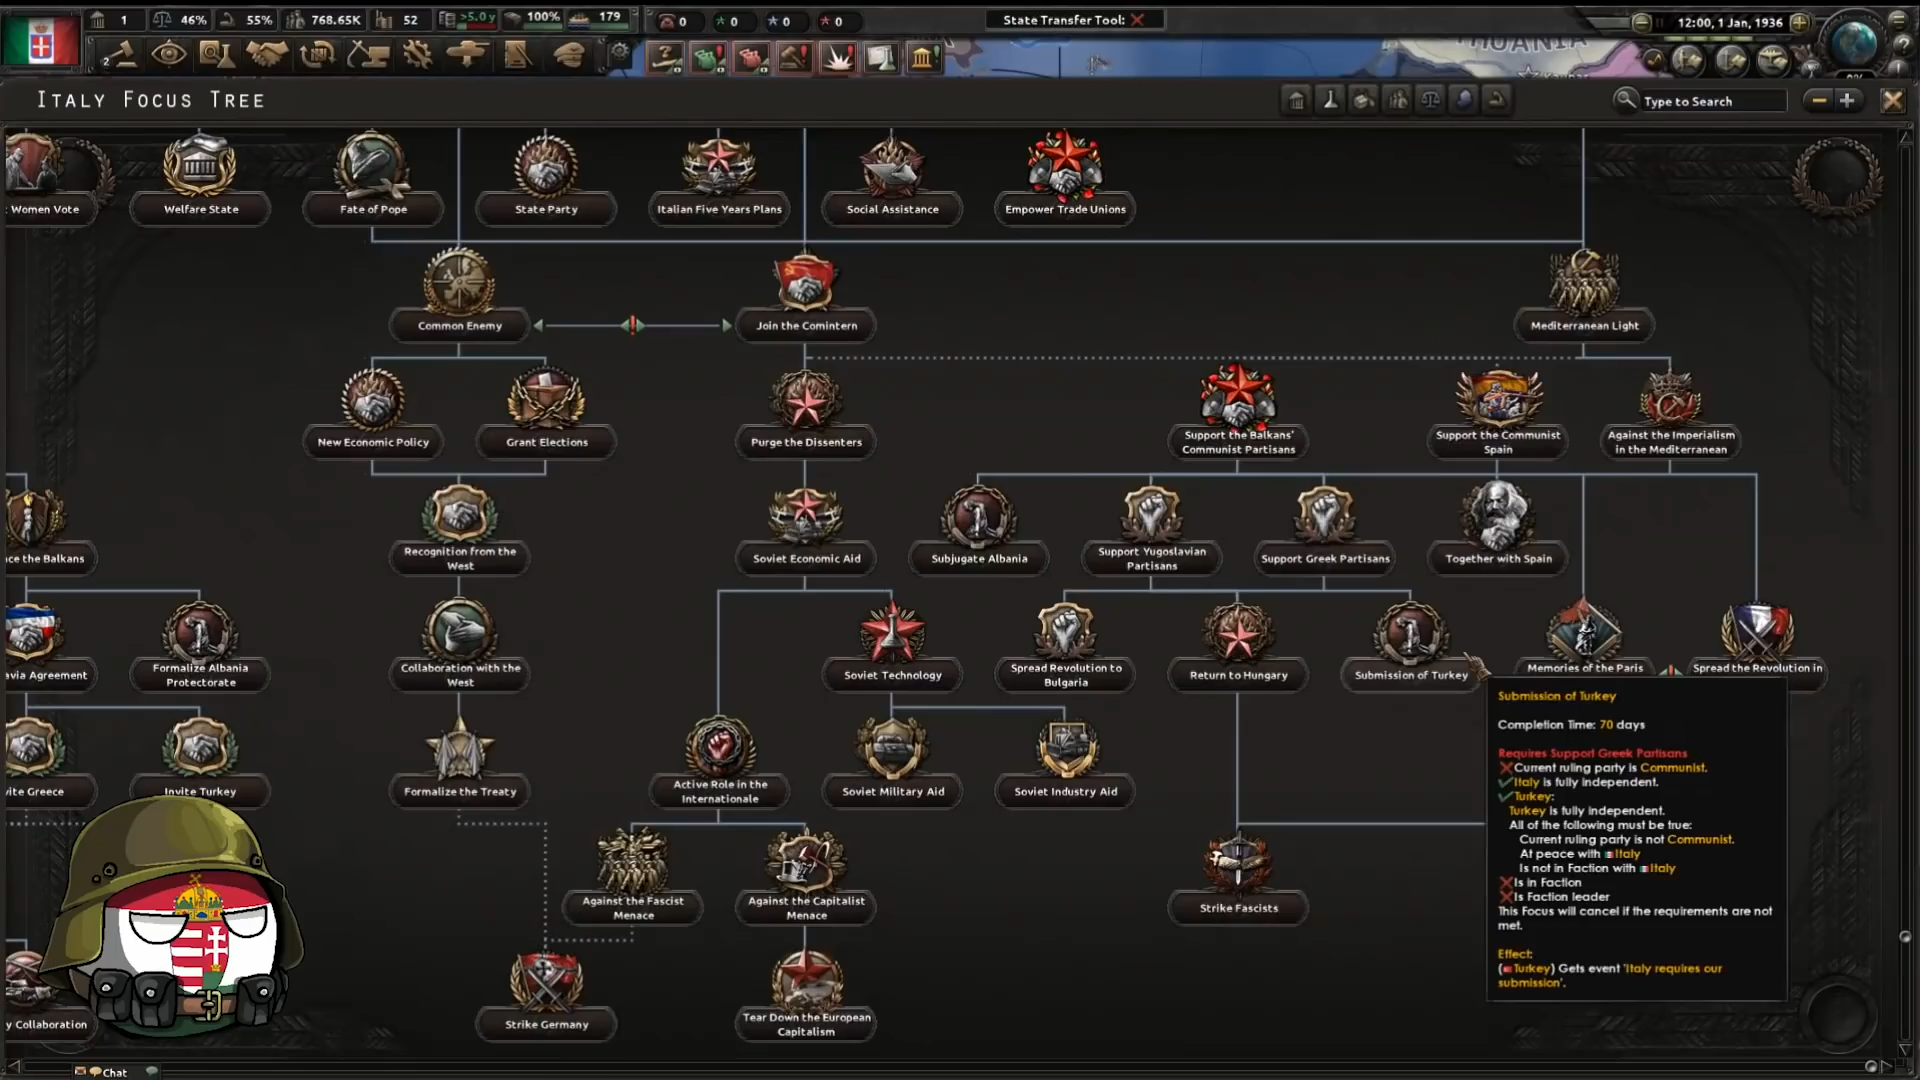 1
46%
55%
768.65K
52
>5.0 y
100%
179
0
0
0
0
State Transfer Tool:
12:00, 1 Jan, 1936
2
Italy Focus Tree
Type to Search
Women Vote
Welfare State
Fate of Pope
State Party
Italian Five Years Plans
Social Assistance
Empower Trade Unions
Common Enemy
Join the Comintern
Mediterranean Light
New Economic Policy
Grant Elections
Purge the Dissenters
Support the Balkans'
Communist Partisans
Support the Communist
Spain
Against the Imperialism
in the Mediterranean
ce the Balkans
Recognition from the
West
Soviet Economic Aid
Subjugate Albania
Support Yugoslavian
Partisans
Support Greek Partisans
Together with Spain
avia Agreement
Formalize Albania
Protectorate
Collaboration with the
West
Soviet Technology
Spread Revolution to
Bulgaria
Return to Hungary
Submission of Turkey
Memories of the Paris
Spread the Revolution in
vite Greece
Invite Turkey
Formalize the Treaty
Active Role in the
Internationale
Soviet Military Aid
Soviet Industry Aid
Against the Fascist
Menace
Against the Capitalist
Menace
Strike Fascists
y Collaboration
Strike Germany
Tear Down the European
Capitalism
Submission of Turkey
Completion Time: 70 days
Requires Support Greek Partisans
Current ruling party is Communist.
Italy is fully independent.
Turkey:
Turkey is fully independent.
All of the following must be true:
Current ruling party is not Communist.
At peace with Italy
Is not in Faction with Italy
Is in Faction
Is Faction leader
This Focus will cancel if the requirements are not
met.
Effect:
(Turkey) Gets event 'Italy requires our
submission'.
Chat